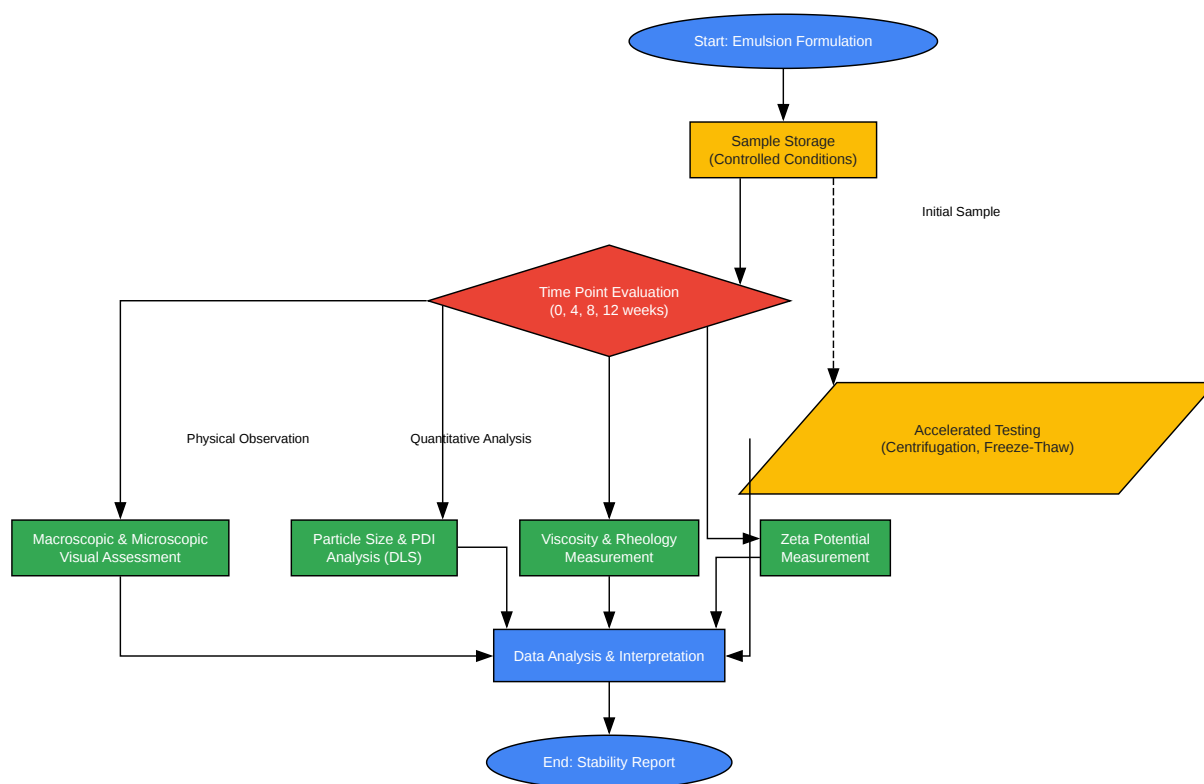 Start: Emulsion Formulation
Sample Storage
(Controlled Conditions)
Initial Sample
Time Point Evaluation
(0, 4, 8, 12 weeks)
Physical Observation
Quantitative Analysis
Accelerated Testing
(Centrifugation, Freeze-Thaw)
Macroscopic & Microscopic
Visual Assessment
Particle Size & PDI
Analysis (DLS)
Viscosity & Rheology
Measurement
Zeta Potential
Measurement
Data Analysis & Interpretation
End: Stability Report